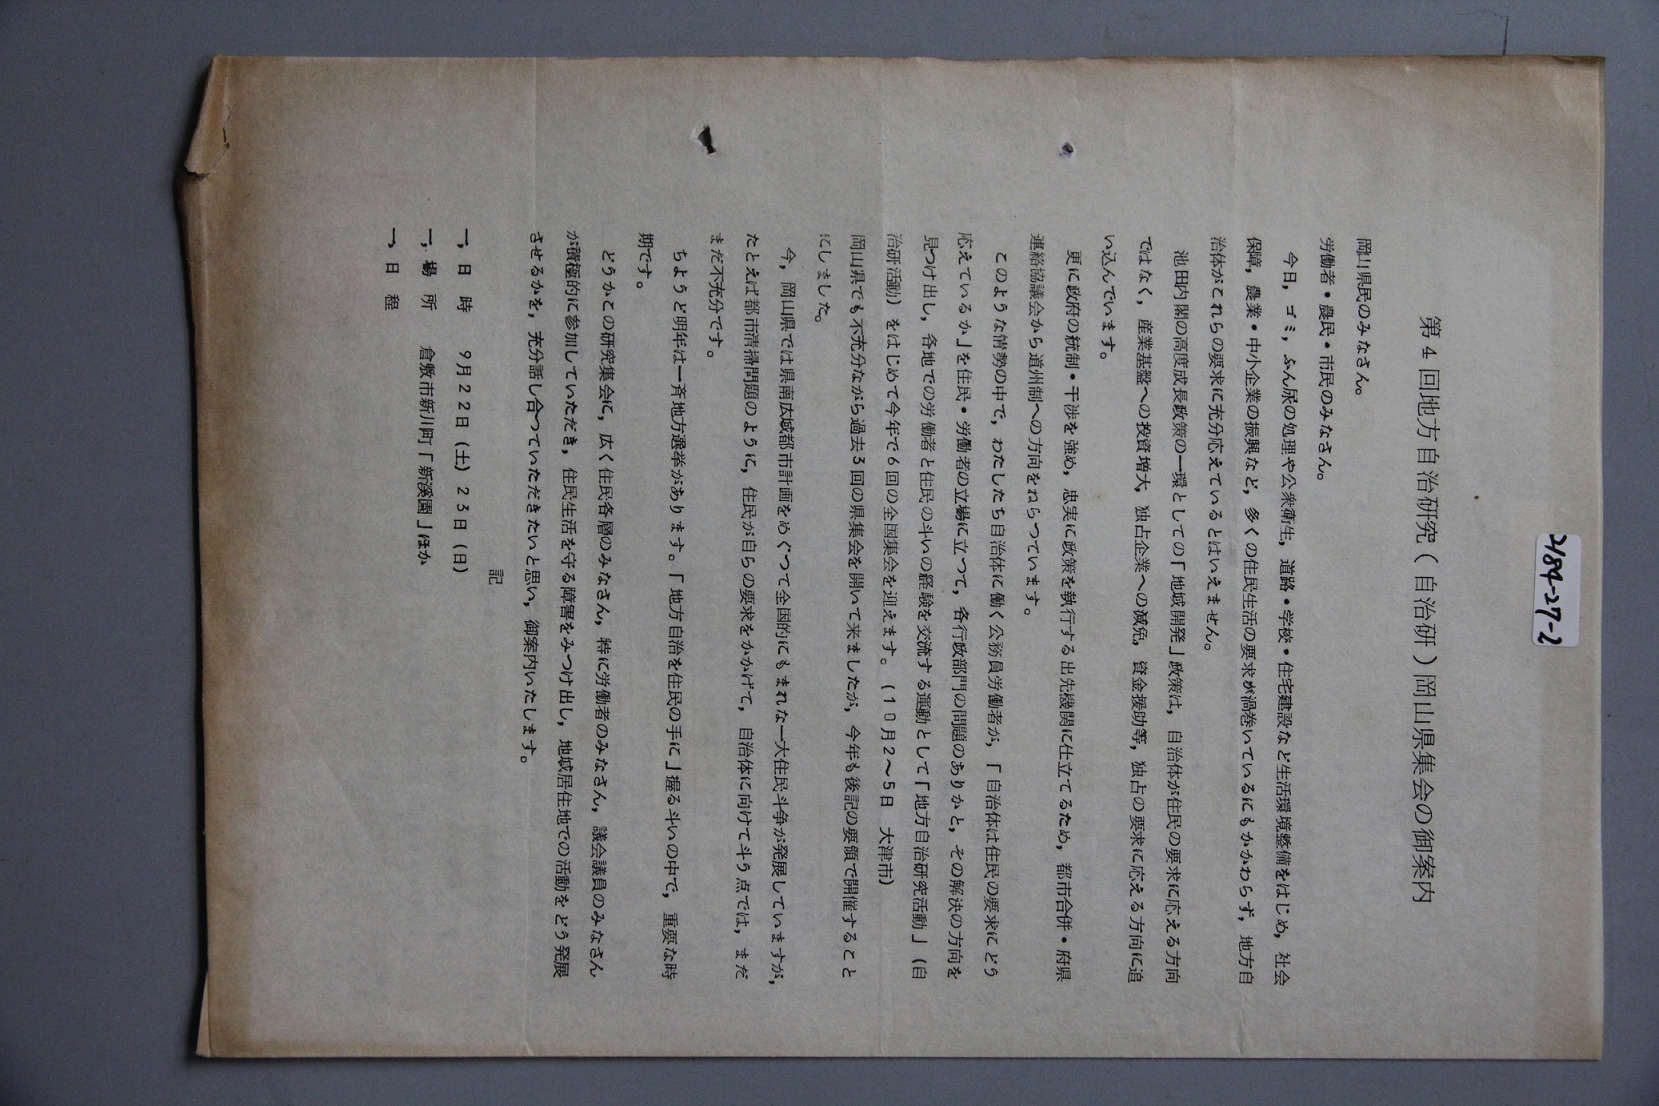 2184-27-2
第4回地方自治研究(自治研)岡山県集会の御案内
岡山県民のみなさん。
労働者・農民・市民のみなさん。
今日,ゴミ,ふん尿の処理や公衆衛生,道路・学校・住宅建設など生活環境整備をはじめ,社会
保障,農業・中小企業の振興など,多くの住民生活の要求が渦巻いているにもかかわらず,地方自
治体がこれらの要求に充分応えているとはいえません。
池田内閣の高度成長政策の一環としての「地域開発」政策は,自治体が住民の要求に応える方向
ではなく,産業基盤への投資増大,独占企業への減免,資金援助等,独占の要求に応える方向に追
い込んでいます。
更に政府の統制・干渉を強め,忠実に政策を執行する出先機関に仕立てるため,都市合併・府県
連絡協議会から道州制への方向をねらつています。
このような情勢の中で,わたしたち自治体に働く公務員労働者が,「自治体は住民の要求にどう
応えているか」を住民・労働者の立場に立つて,各行政部門の問題のありかと,その解決の方向を
見つけ出し,各地での労働者と住民の斗いの経験を交流する運動として「地方自治研究活動」(自
治研活動)をはじめて今年で6回の全国集会を迎えます。(10月2〜5日 大津市)
岡山県でも不充分ながら過去3回の県集会を開いて来ましたが,今年も後記の要領で開催すること
にしました。
今,岡山県では県南広域都市計画をめぐつて全国的にもまれな一大住民斗争が発展していますが,
たとえば都市清掃問題のように,住民が自らの要求をかかげて,自治体に向けて斗う点では,まだ
まだ不充分です。
ちようど明年は一斉地方選挙があります。「地方自治を住民の手に」握る斗いの中で,重要な時
期です。
どうかこの研究集会に,広く住民各層のみなさん,特に労働者のみなさん,議会議員のみなさん
が積極的に参加していただき,住民生活を守る障害をみつけ出し,地域居住地での活動をどう発展
させるかを,充分話し合つていただきたいと思い,御案内いたします。
記
一,日 時 9月22日(土)23日(日)
一,場 所 倉敷市新川町「新溪園」ほか
一,日 程